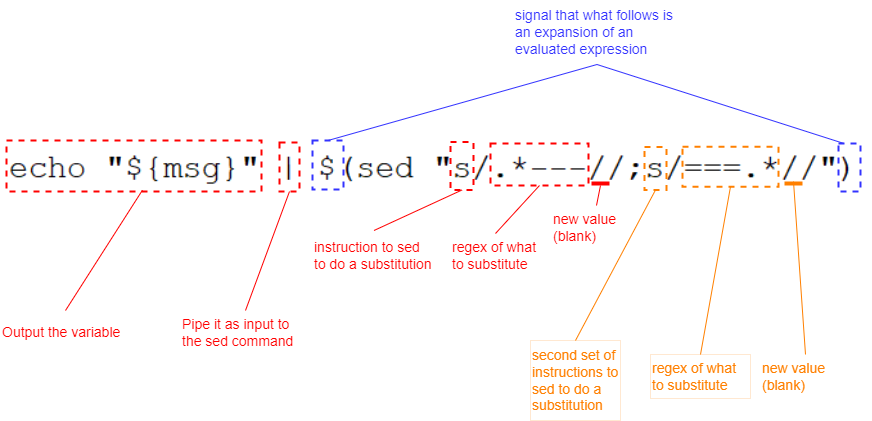 signal that what follows is
an expansion of an
evaluated expression
echo "${msg}" | $(sed "s/.*---//;s/===.*//")
instruction to sed
to do a substitution
regex of what
to substitute
new value
(blank)
Output the variable
Pipe it as input to
the sed command
second set of
instructions to
sed to do a
substitution
regex of what
to substitute
new value
(blank)